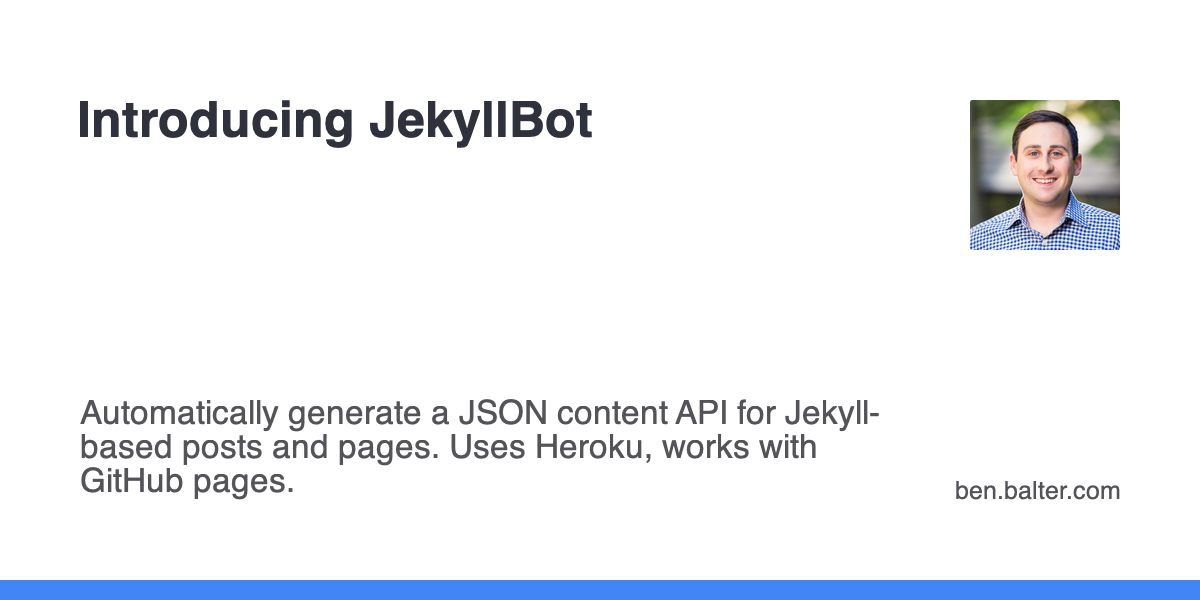 Introducing JekyllBot
Automatically generate a JSON content API for Jekyll-
based posts and pages. Uses Heroku, works with
GitHub pages.
ben.balter.com